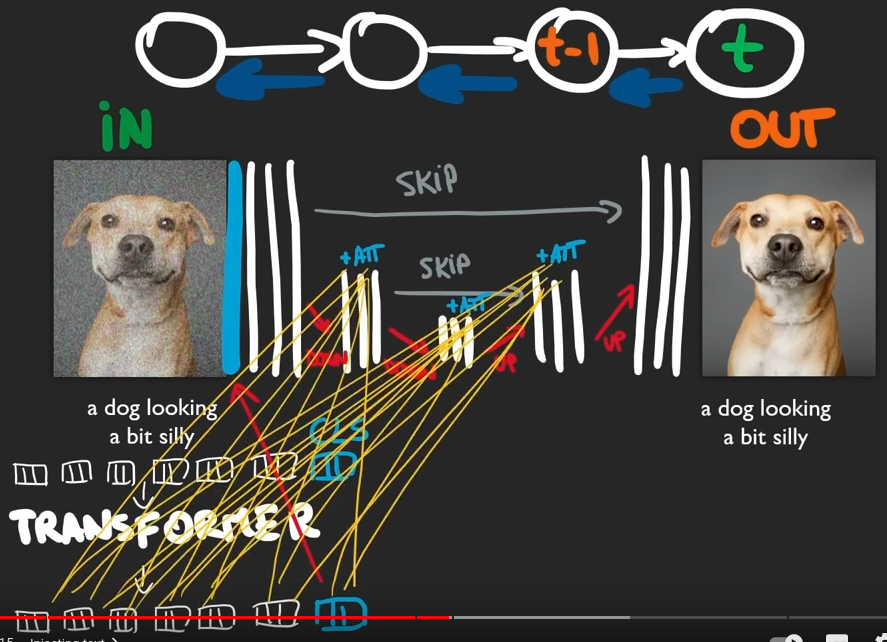 t-1
t
iN
OUT
SKiP
+ATT
+ATT
SKiP
+ATT
DOWN
DOWN
UP
UP
a dog looking
a bit silly
a dog looking
a bit silly
CLS
TRANSFORMER
Injecting text >